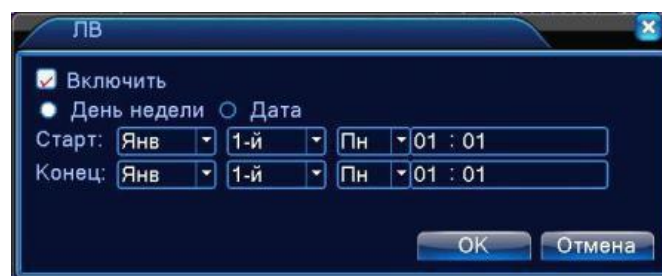 ЛВ
Включить
День недели Дата
Старт: Янв 1-й Пн 01 : 01
Конец: Янв 1-й Пн 01 : 01
OK Отмена